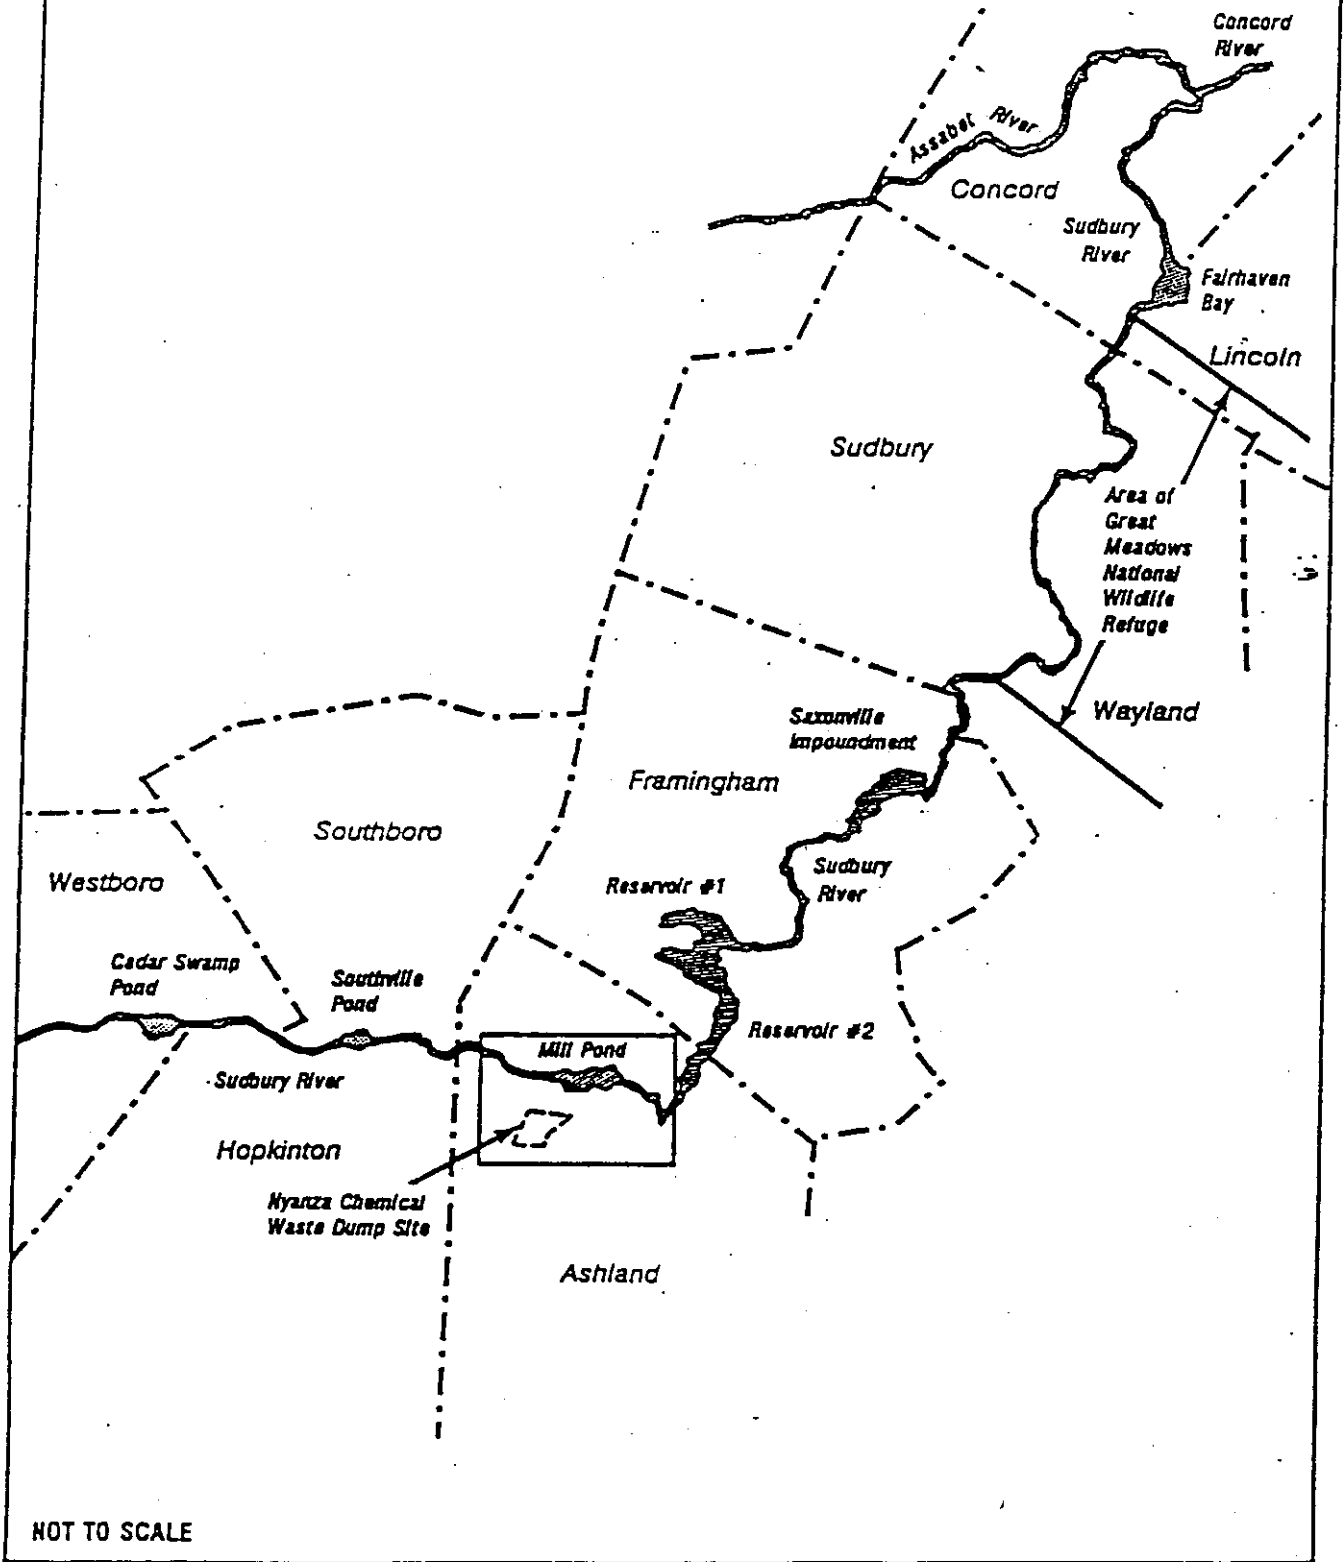 Concord
River
Assabet River
Concord
Sudbury
River
Fairhaven
Bay
Lincoln
Sudbury
Area of
Great
Meadows
National
Wildlife
Refuge
Wayland
Saxonville
Impoundment
Framingham
Southboro
Sudbury
River
Westboro
Reservoir #1
Cedar Swamp
Pond
Southville
Pond
Reservoir #2
Mill Pond
Sudbury River
Hopkinton
Nyanza Chemical
Waste Dump Site
Ashland
NOT TO SCALE